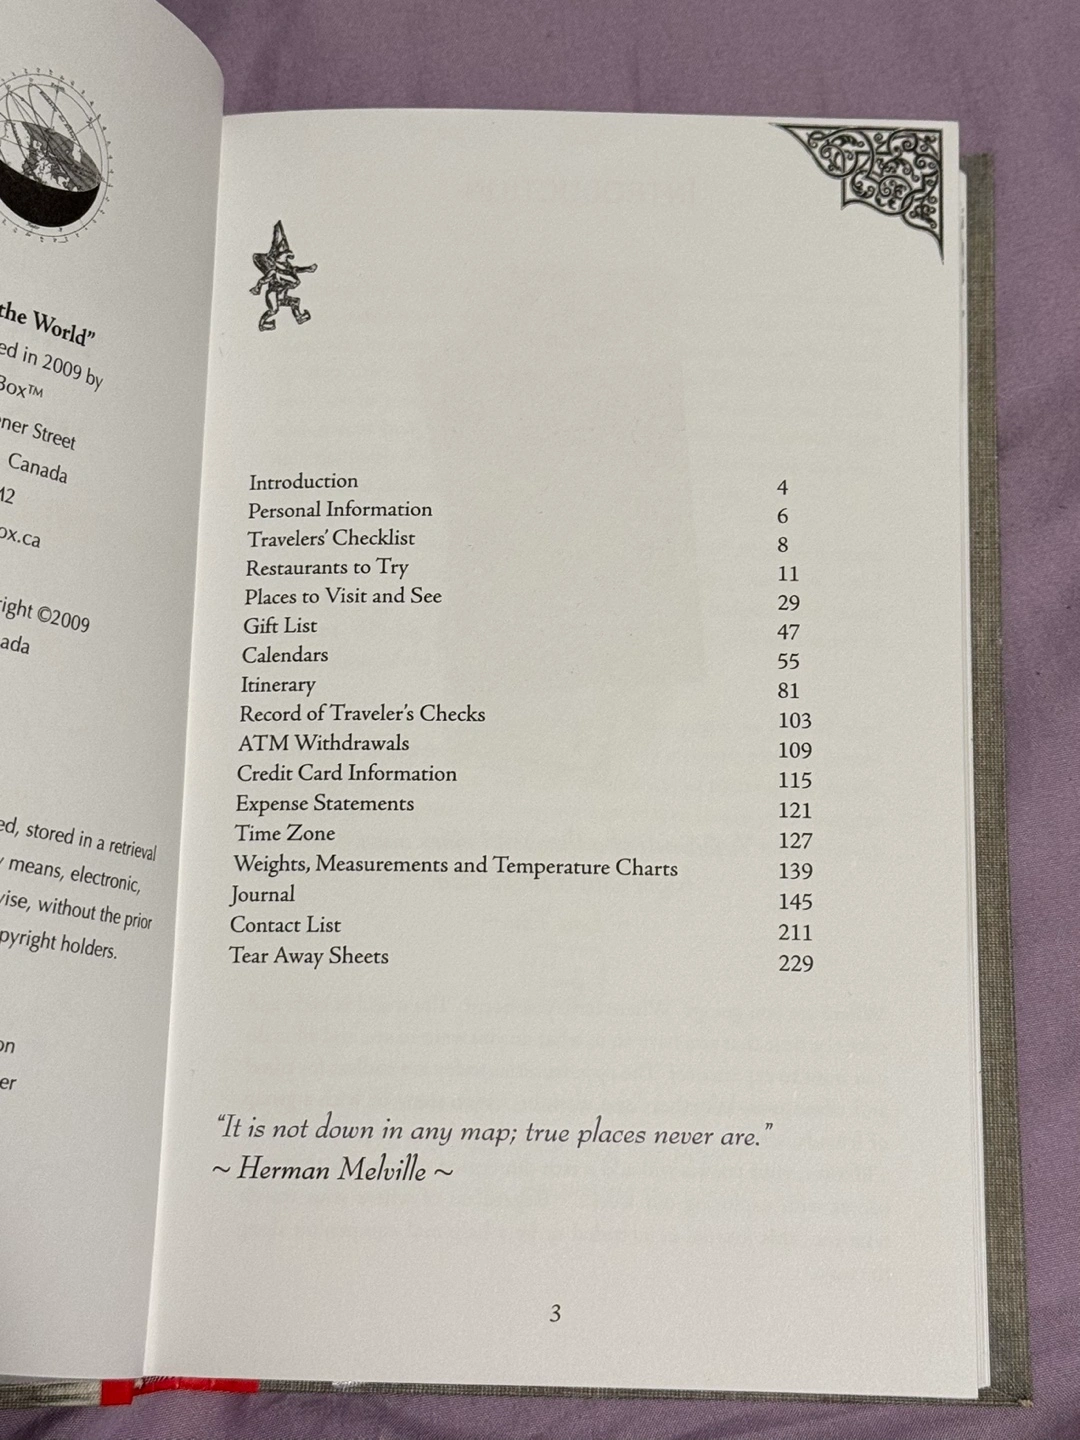 the World”
ed in 2009 by
Box™
ner Street
Canada
ox.ca
right ©2009
ada
ed, stored in a retrieval
means, electronic,
wise, without the prior
pyright holders.
on
er
Introduction 4
Personal Information 6
Travelers’ Checklist 8
Restaurants to Try 11
Places to Visit and See 29
Gift List 47
Calendars 55
Itinerary 81
Record of Traveler’s Checks 103
ATM Withdrawals 109
Credit Card Information 115
Expense Statements 121
Time Zone 127
Weights, Measurements and Temperature Charts 139
Journal 145
Contact List 211
Tear Away Sheets 229
“It is not down in any map; true places never are.”
~ Herman Melville ~
3